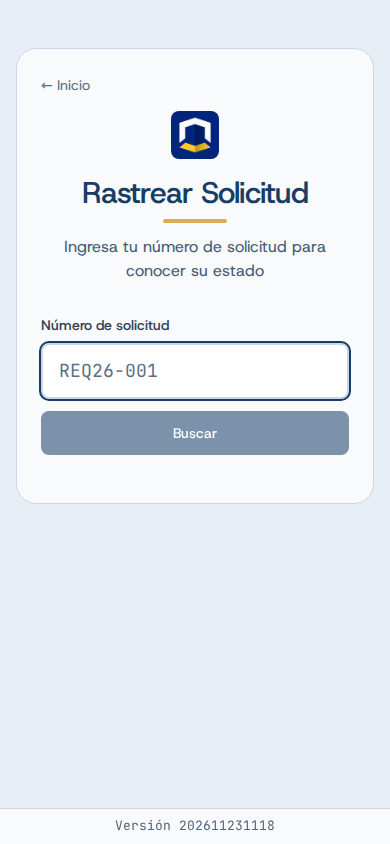 ← Inicio
Rastrear Solicitud
Ingresa tu número de solicitud para
conocer su estado
Número de solicitud
REQ26-001
Buscar
Versión 202611231118